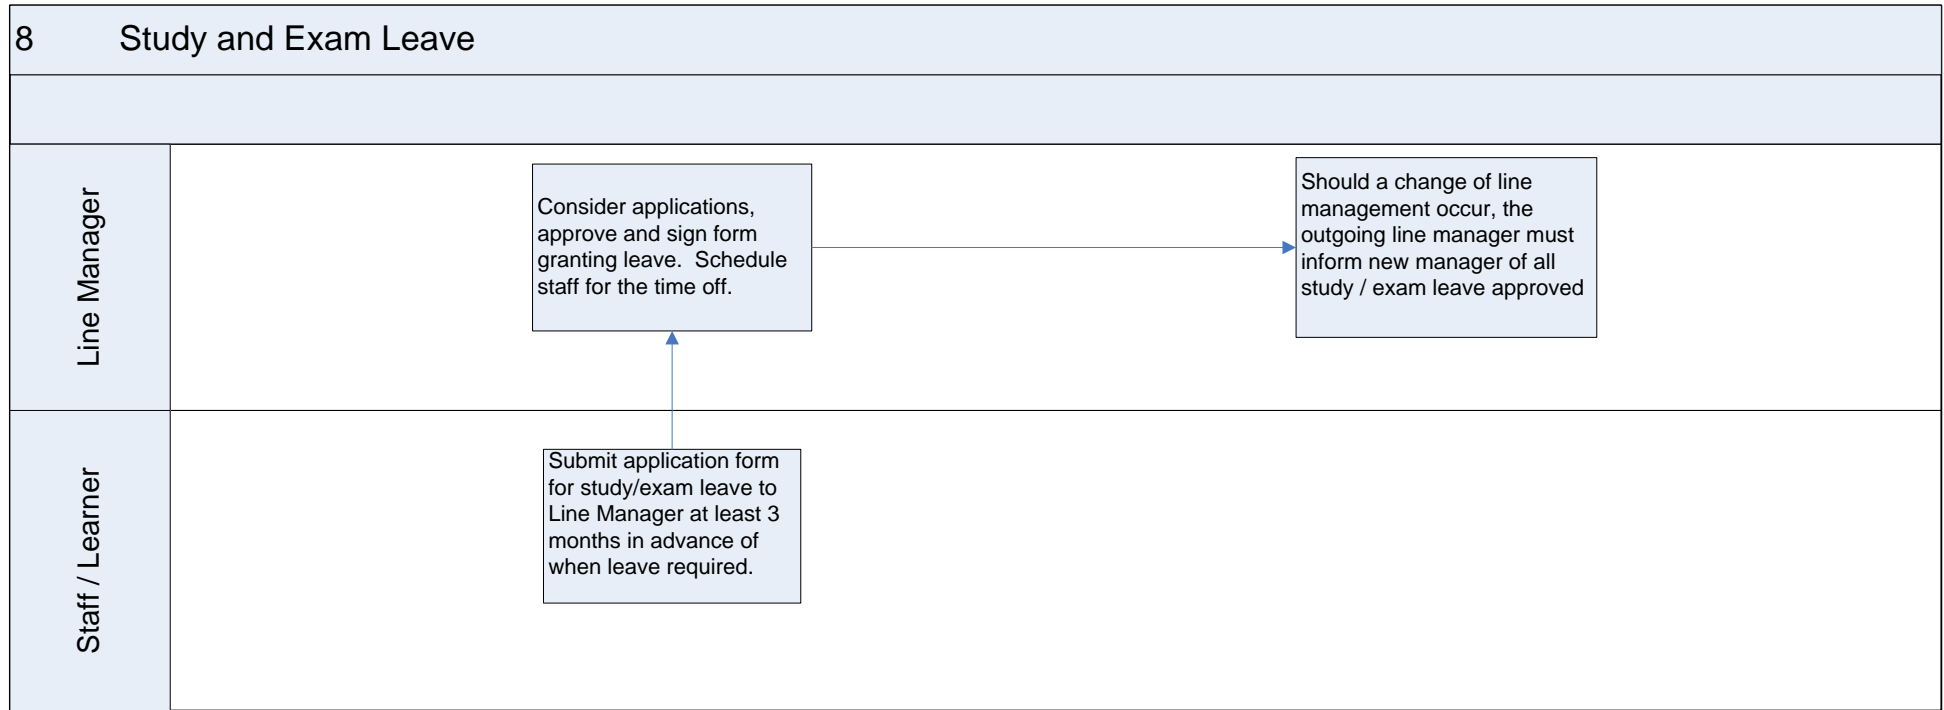 8 Study and Exam Leave
Line Manager
Consider applications,
approve and sign form
granting leave.  Schedule
staff for the time off.
Should a change of line
management occur, the
outgoing line manager must
inform new manager of all
study / exam leave approved
Staff / Learner
Submit application form
for study/exam leave to
Line Manager at least 3
months in advance of
when leave required.